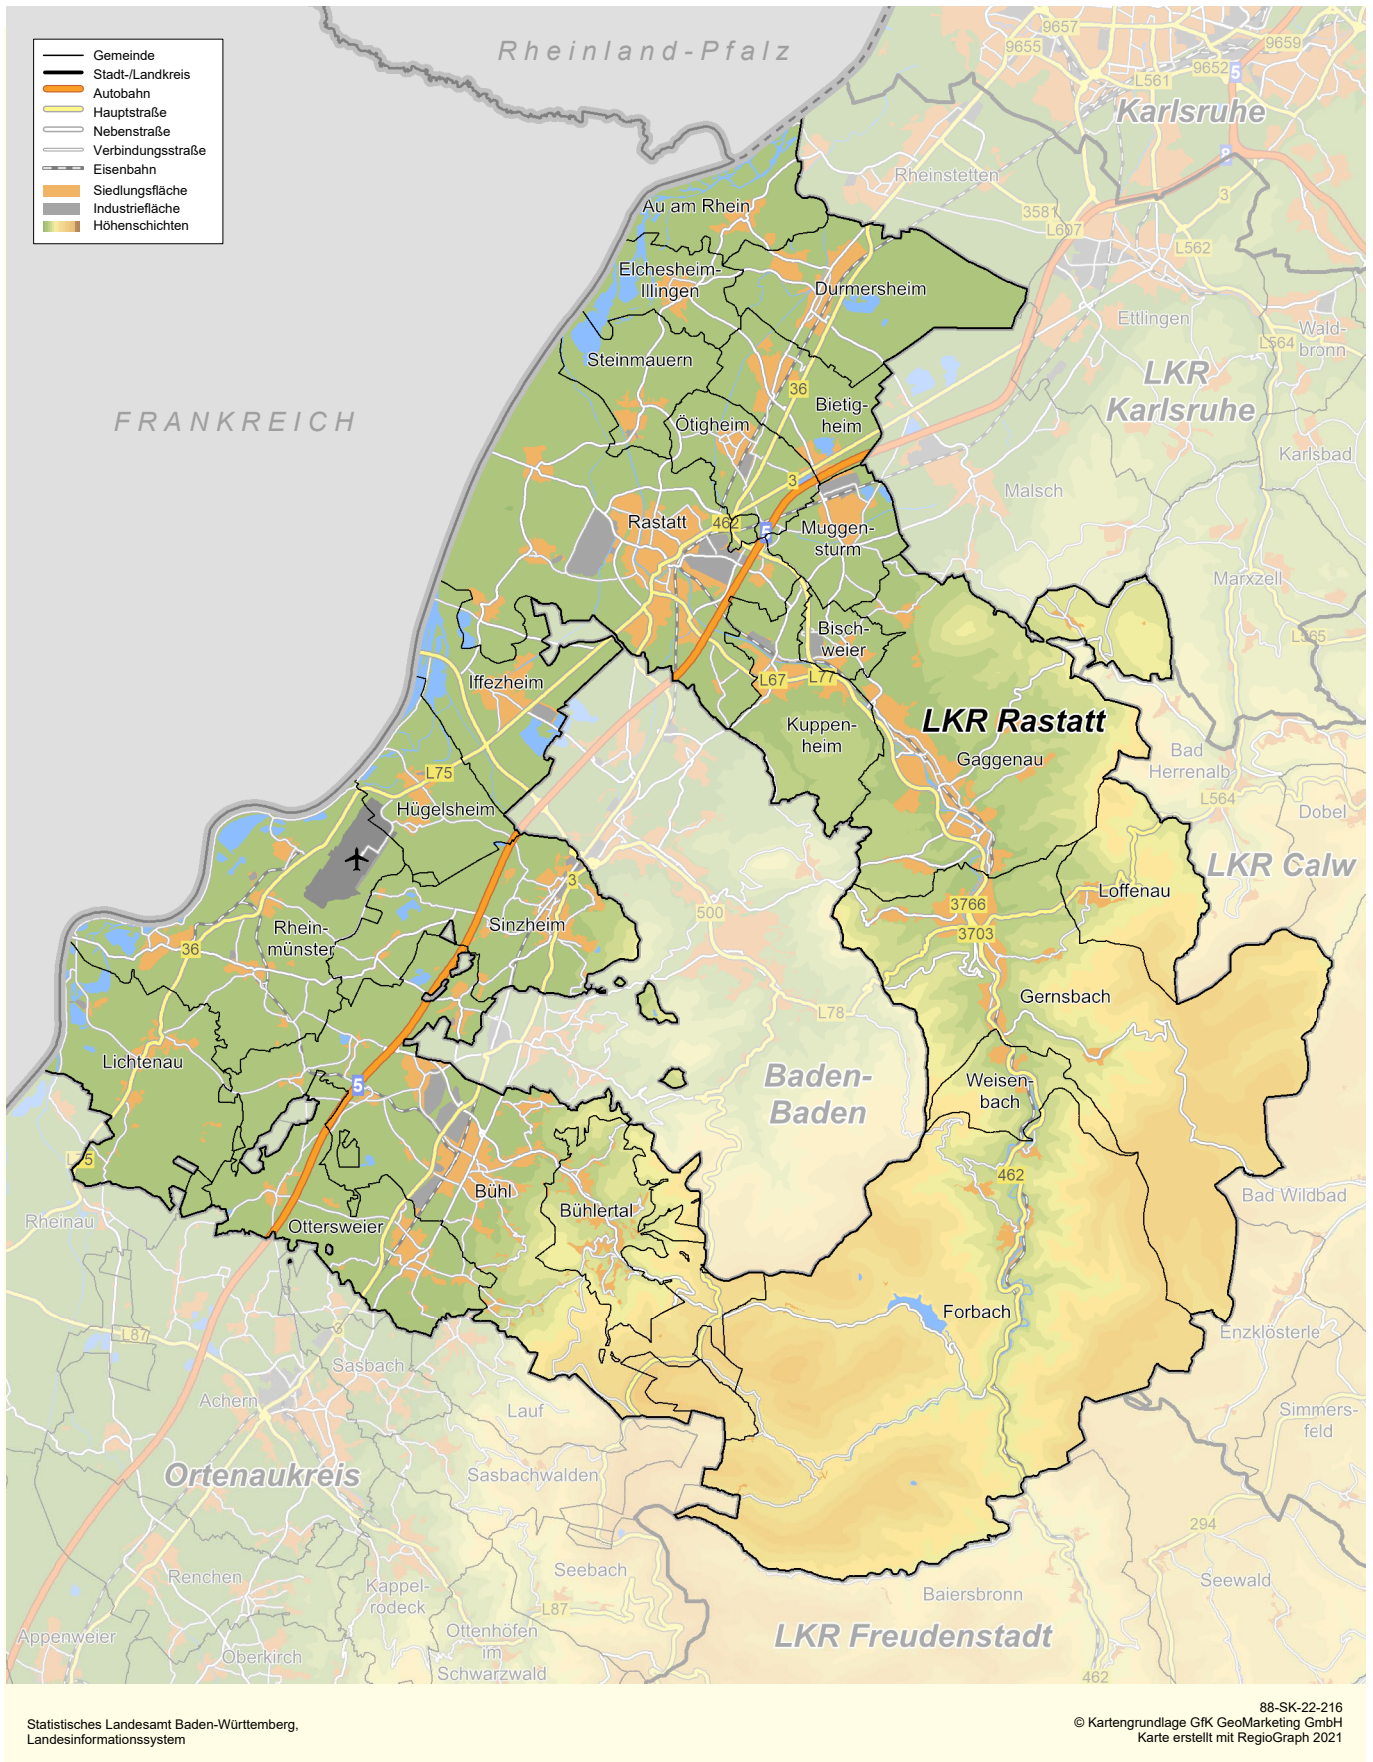 Gemeinde
Stadt-/Landkreis
Autobahn
Hauptstraße
Nebenstraße
Verbindungsstraße
Eisenbahn
Siedlungsfläche
Industriefläche
Höhenschichten
Rheinland-Pfalz
9657
9655
9659
9652
5
L561
Karlsruhe
8
Rheinstetten
3
3581
L607
L562
Au am Rhein
Elchesheim-
Illingen
Durmersheim
Ettlingen
Wald-
bronn
L564
Steinmauern
LKR
Karlsruhe
36
FRANKREICH
Ötigheim
Bietig-
heim
Karlsbad
3
Malsch
Rastatt
462
5
Muggen-
sturm
Marxzell
Bisch-
weier
L565
Iffezheim
L67
L77
LKR Rastatt
Kuppen-
heim
Gaggenau
Bad
Herrenalb
L75
L564
Hügelsheim
Dobel
LKR Calw
3
Loffenau
500
3766
Sinzheim
Rhein-
münster
3703
36
Gernsbach
L78
Lichtenau
Baden-
Baden
Weisen-
bach
5
L75
462
Bühl
Bad Wildbad
Rheinau
Ottersweier
Bühlertal
Forbach
L87
3
Enzklösterle
Sasbach
Achern
Lauf
Simmers-
feld
Ortenaukreis
Sasbachwalden
294
Renchen
Seebach
Seewald
Kappel-
rodeck
Baiersbronn
L87
Appenweier
Ottenhöfen
im
Schwarzwald
LKR Freudenstadt
Oberkirch
462
88-SK-22-216
Statistisches Landesamt Baden-Württemberg,
Landesinformationssystem
© Kartengrundlage GfK GeoMarketing GmbH
Karte erstellt mit RegioGraph 2021